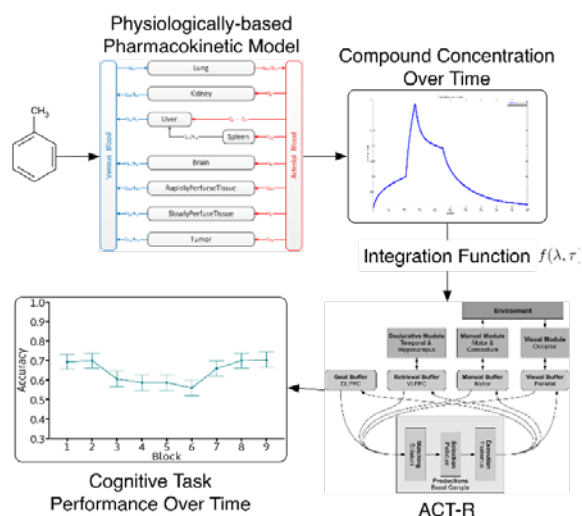 Physiologically-based
Pharmacokinetic Model
Compound Concentration
Over Time
CH₃
Venous Blood
Arterial Blood
Lung
Kidney
Liver
Spleen
Brain
RapidlyPerfuseTissue
SlowlyPerfuseTissue
Tumor
Integration Function f(λ, τ)
Environment
Declarative Module
Temporal &
Hippocampus
Manual Module
Motor &
Cerebellum
Visual Module
Occipital
Goal Buffer
DLPFC
Retrieval Buffer
VLPFC
Manual Buffer
Motor
Visual Buffer
Parietal
Matching
Striatum
Selection
Pallidum
Execution
Thalamus
Productions
Basal Ganglia
ACT-R
Accuracy
1.0
0.9
0.8
0.7
0.6
0.5
0.4
0.3
1 2 3 4 5 6 7 8 9
Block
Cognitive Task
Performance Over Time